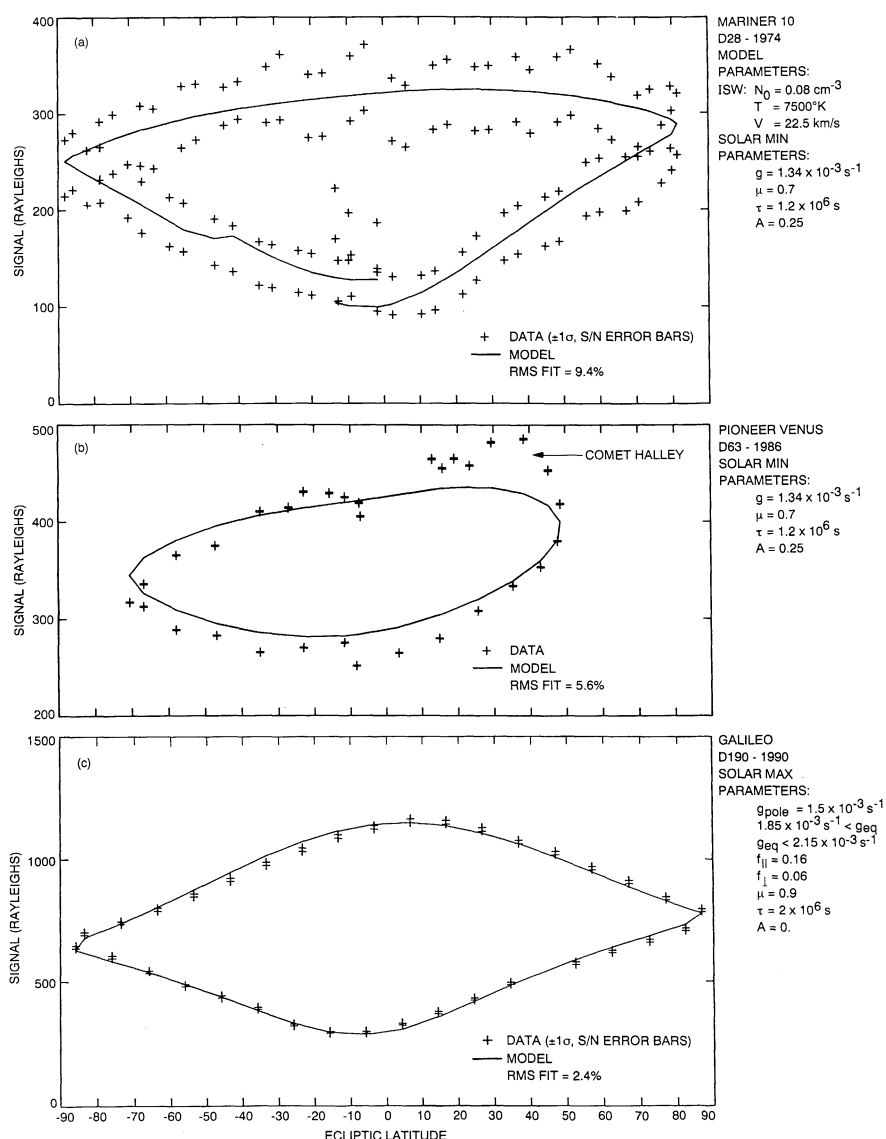 (a)
400
300
200
100
0
SIGNAL (RAYLEIGHS)
+ DATA (±1σ, S/N ERROR BARS)
— MODEL
RMS FIT = 9.4%
MARINER 10
D28 - 1974
MODEL
PARAMETERS:
ISW: N₀ = 0.08 cm⁻³
T = 7500°K
V = 22.5 km/s
SOLAR MIN
PARAMETERS:
g = 1.34 x 10⁻³ s⁻¹
μ = 0.7
τ = 1.2 x 10⁶ s
A = 0.25
(b)
500
400
300
200
SIGNAL (RAYLEIGHS)
COMET HALLEY
+ DATA
— MODEL
RMS FIT = 5.6%
PIONEER VENUS
D63 - 1986
SOLAR MIN
PARAMETERS:
g = 1.34 x 10⁻³ s⁻¹
μ = 0.7
τ = 1.2 x 10⁶ s
A = 0.25
(c)
1500
1000
500
0
SIGNAL (RAYLEIGHS)
+ DATA (±1σ, S/N ERROR BARS)
— MODEL
RMS FIT = 2.4%
-90 -80 -70 -60 -50 -40 -30 -20 -10 0 10 20 30 40 50 60 70 80 90
ECLIPTIC LATITUDE
GALILEO
D190 - 1990
SOLAR MAX
PARAMETERS:
g_pole = 1.5 x 10⁻³ s⁻¹
1.85 x 10⁻³ s⁻¹ < g_eq
g_eq < 2.15 x 10⁻³ s⁻¹
f_|| = 0.16
f_⊥ = 0.06
μ = 0.9
τ = 2 x 10⁶ s
A = 0.